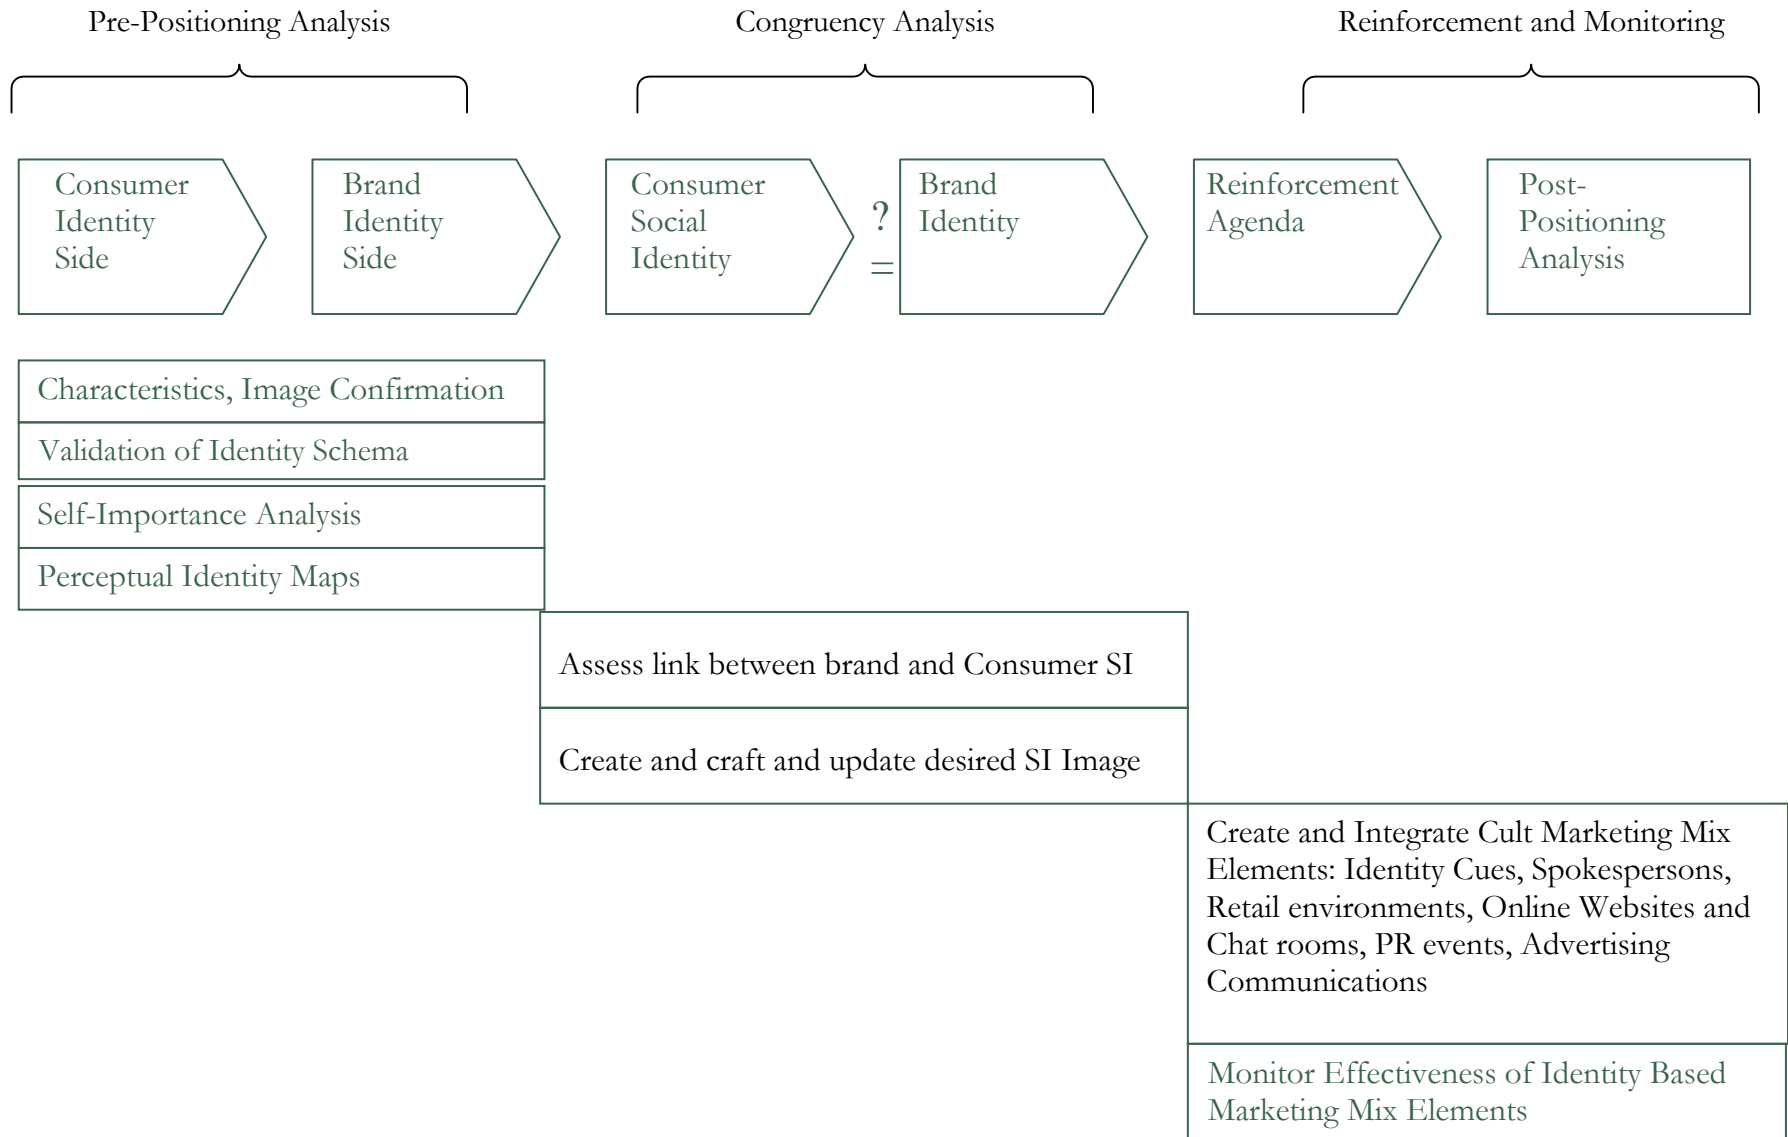 Pre-Positioning Analysis
Congruency Analysis
Reinforcement and Monitoring
Consumer
Identity
Side
Brand
Identity
Side
Consumer
Social
Identity
?
=
Brand
Identity
Reinforcement
Agenda
Post-
Positioning
Analysis
Characteristics, Image Confirmation
Validation of Identity Schema
Self-Importance Analysis
Perceptual Identity Maps
Assess link between brand and Consumer SI
Create and craft and update desired SI Image
Create and Integrate Cult Marketing Mix
Elements: Identity Cues, Spokespersons,
Retail environments, Online Websites and
Chat rooms, PR events, Advertising
Communications
Monitor Effectiveness of Identity Based
Marketing Mix Elements